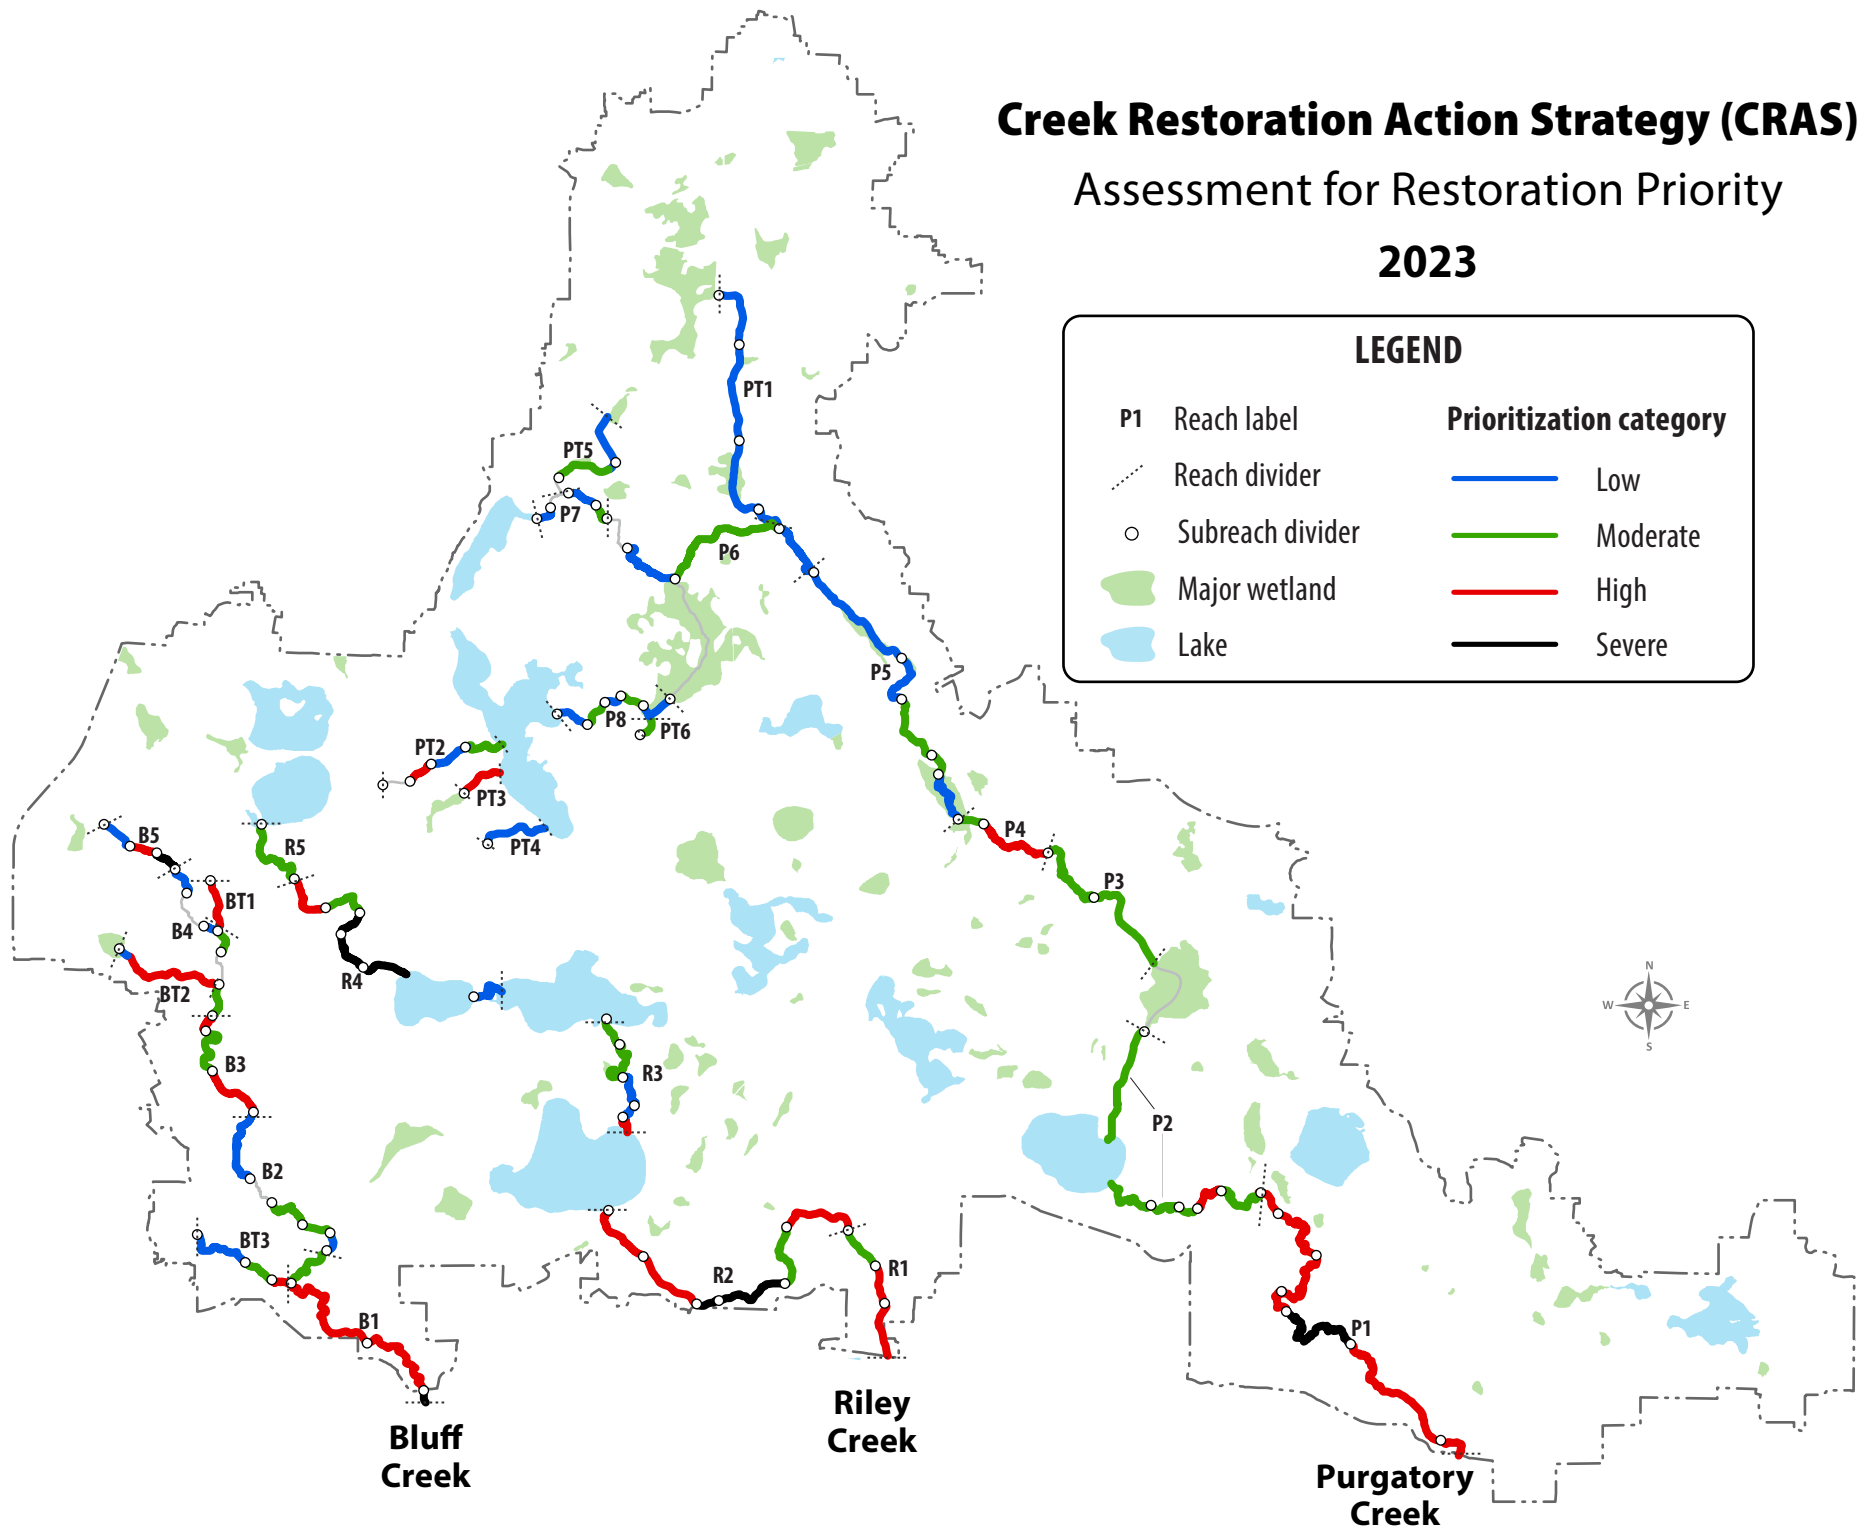 Creek Restoration Action Strategy (CRAS)
Assessment for Restoration Priority
2023
LEGEND
P1 Reach label
Reach divider
Subreach divider
Major wetland
Lake
Prioritization category
Low
Moderate
High
Severe
PT1
PT5
P7
P6
P5
P8
PT6
PT2
PT3
PT4
P4
B5
R5
P3
BT1
B4
R4
BT2
N
W E
S
B3
R3
P2
B2
BT3
R2
R1
B1
P1
Bluff
Creek
Riley
Creek
Purgatory
Creek